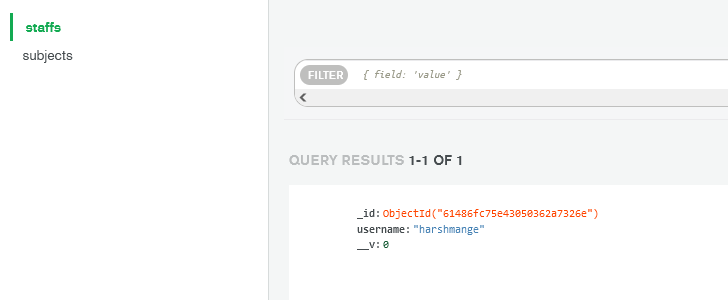 staffs
subjects
FILTER { field: 'value' }
QUERY RESULTS 1-1 OF 1
_id: ObjectId("61486fc75e43050362a7326e")
username: "harshmange"
__v: 0